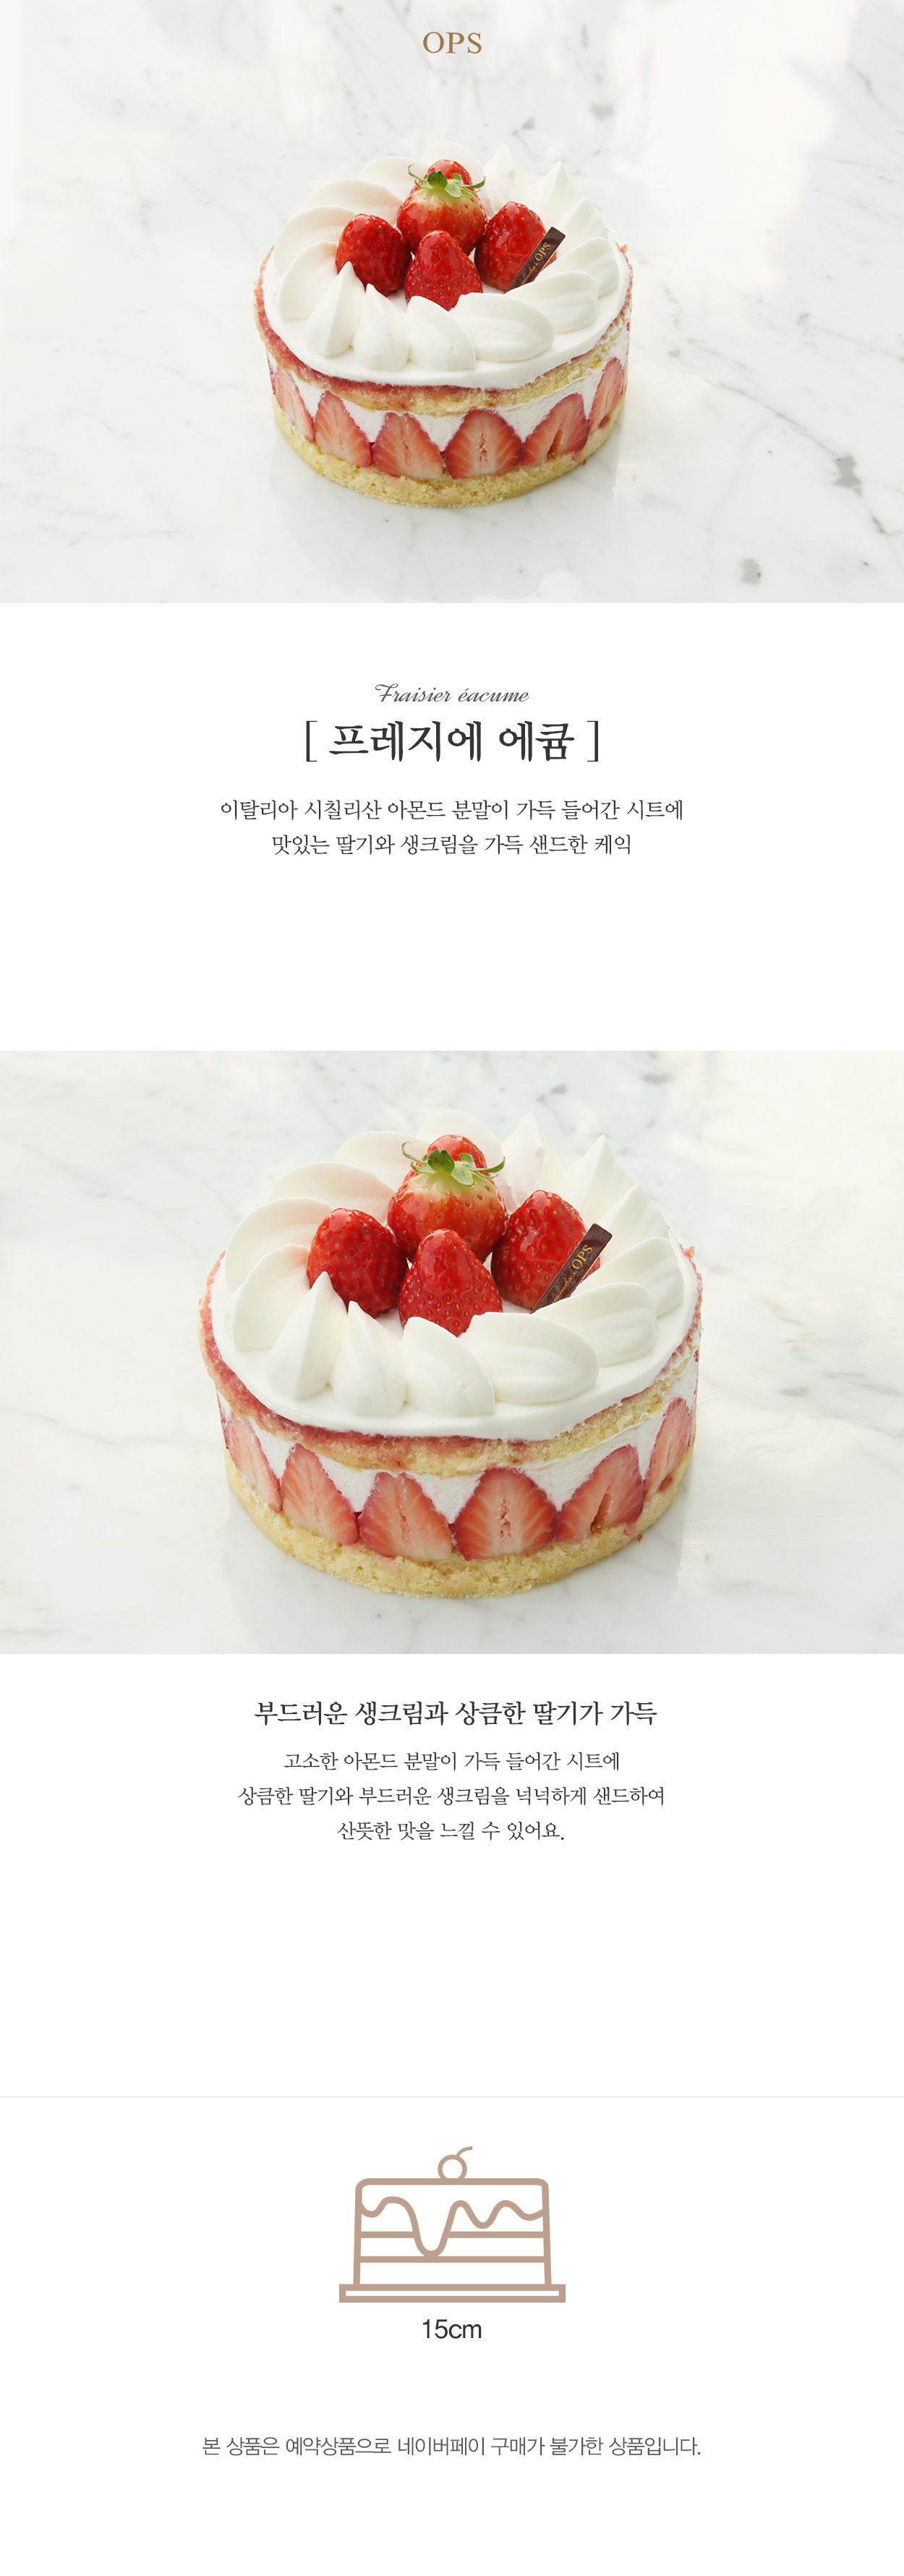 OPS
OPS
Fraisier éacume
[ 프레지에 에큠 ]
이탈리아 시칠리산 아몬드 분말이 가득 들어간 시트에
맛있는 딸기와 생크림을 가득 샌드한 케익
OPS
부드러운 생크림과 상큼한 딸기가 가득
고소한 아몬드 분말이 가득 들어간 시트에
상큼한 딸기와 부드러운 생크림을 넉넉하게 샌드하여
산뜻한 맛을 느낄 수 있어요.
15cm
본 상품은 예약상품으로 네이버페이 구매가 불가한 상품입니다.